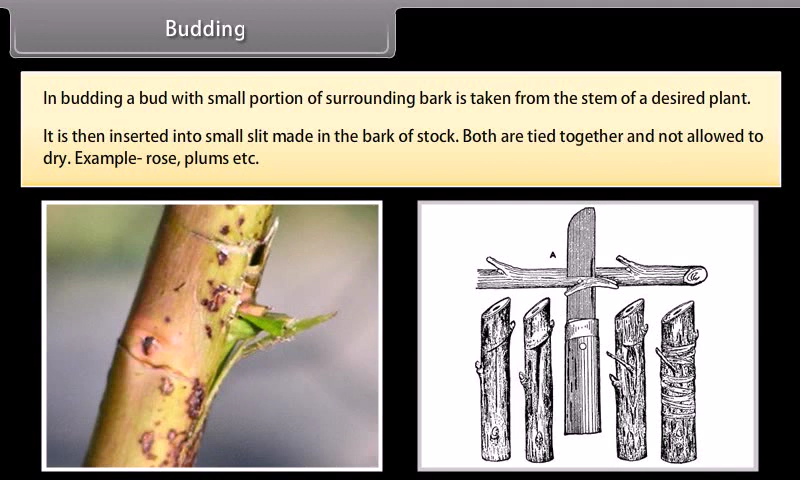 Budding
In budding a bud with small portion of surrounding bark is taken from the stem of a desired plant.
It is then inserted into small slit made in the bark of stock. Both are tied together and not allowed to
dry. Example- rose, plums etc.
A